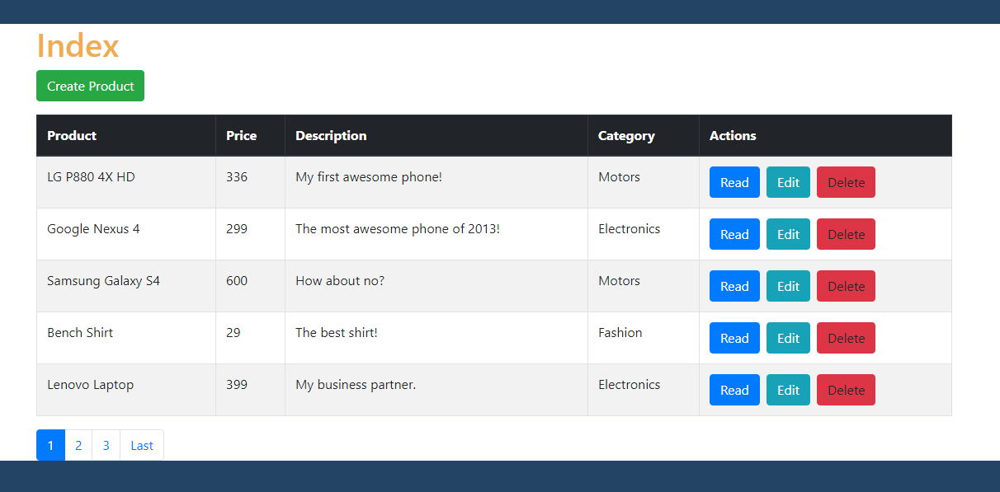 Index
Create Product
Product Price Description Category Actions
LG P880 4X HD 336 My first awesome phone! Motors Read Edit Delete
Google Nexus 4 299 The most awesome phone of 2013! Electronics Read Edit Delete
Samsung Galaxy S4 600 How about no? Motors Read Edit Delete
Bench Shirt 29 The best shirt! Fashion Read Edit Delete
Lenovo Laptop 399 My business partner. Electronics Read Edit Delete
1 2 3 Last